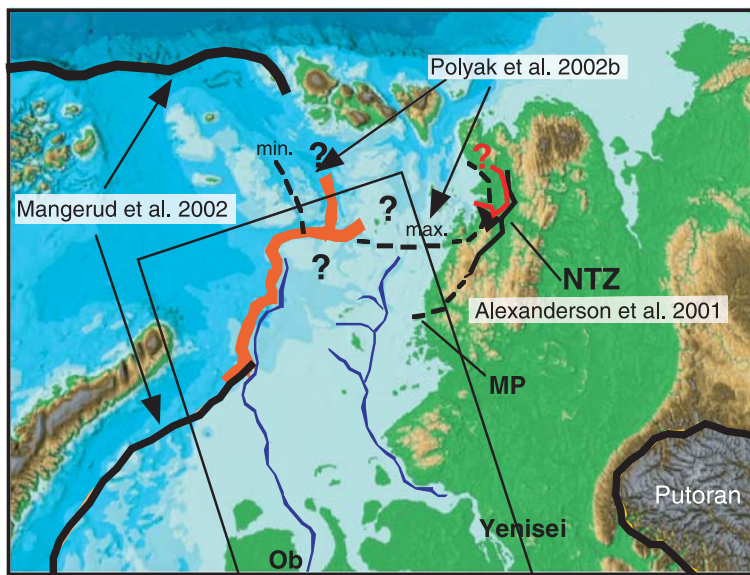 Polyak et al. 2002b
min.
?
?
Mangerud et al. 2002
?
max.
?
NTZ
Alexanderson et al. 2001
MP
Putoran
Yenisei
Ob